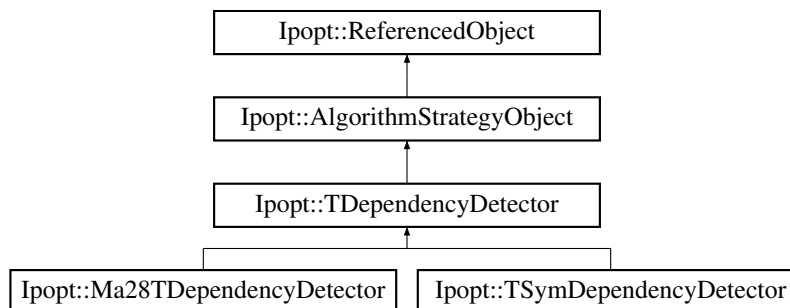 Ipopt::ReferencedObject
Ipopt::AlgorithmStrategyObject
Ipopt::TDependencyDetector
Ipopt::Ma28TDependencyDetector
Ipopt::TSymDependencyDetector